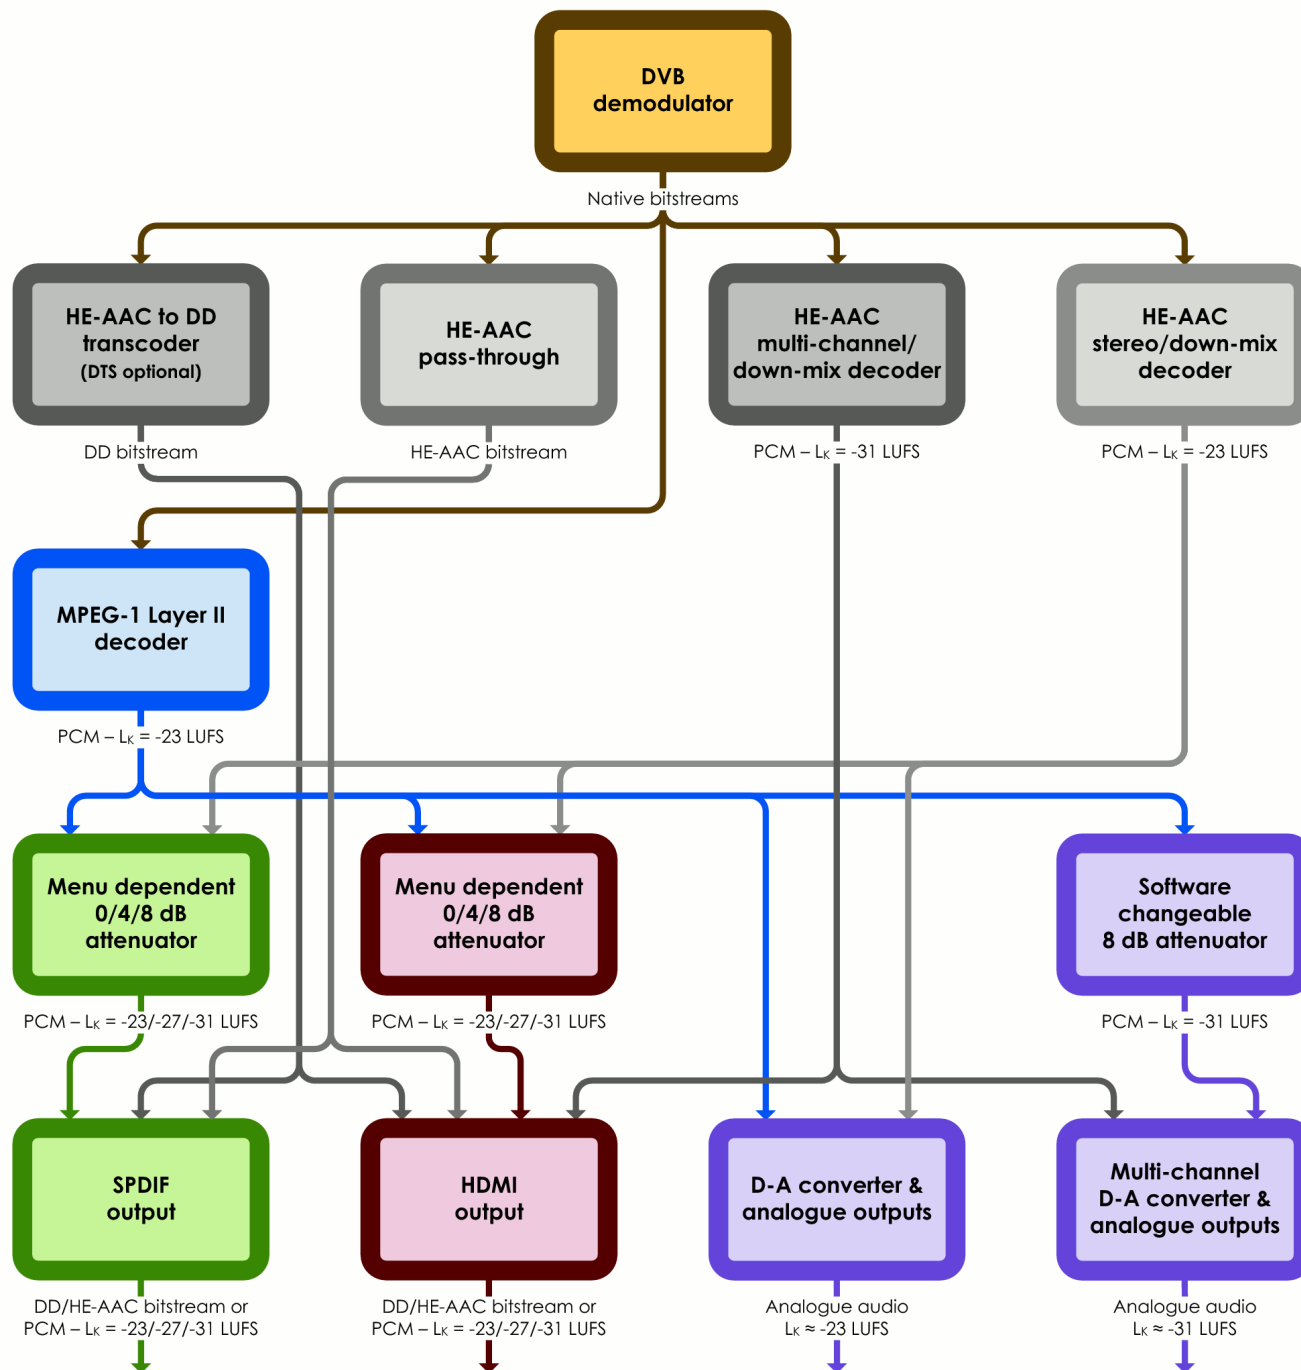 DVB
demodulator
Native bitstreams
HE-AAC to DD
transcoder
(DTS optional)
HE-AAC
pass-through
HE-AAC
multi-channel/
down-mix decoder
HE-AAC
stereo/down-mix
decoder
DD bitstream
HE-AAC bitstream
PCM – LK = -31 LUFS
PCM – LK = -23 LUFS
MPEG-1 Layer II
decoder
PCM – LK = -23 LUFS
Menu dependent
0/4/8 dB
attenuator
Menu dependent
0/4/8 dB
attenuator
Software
changeable
8 dB attenuator
PCM – LK = -23/-27/-31 LUFS
PCM – LK = -23/-27/-31 LUFS
PCM – LK = -31 LUFS
SPDIF
output
HDMI
output
D-A converter &
analogue outputs
Multi-channel
D-A converter &
analogue outputs
DD/HE-AAC bitstream or
PCM – LK = -23/-27/-31 LUFS
DD/HE-AAC bitstream or
PCM – LK = -23/-27/-31 LUFS
Analogue audio
LK ≈ -23 LUFS
Analogue audio
LK ≈ -31 LUFS